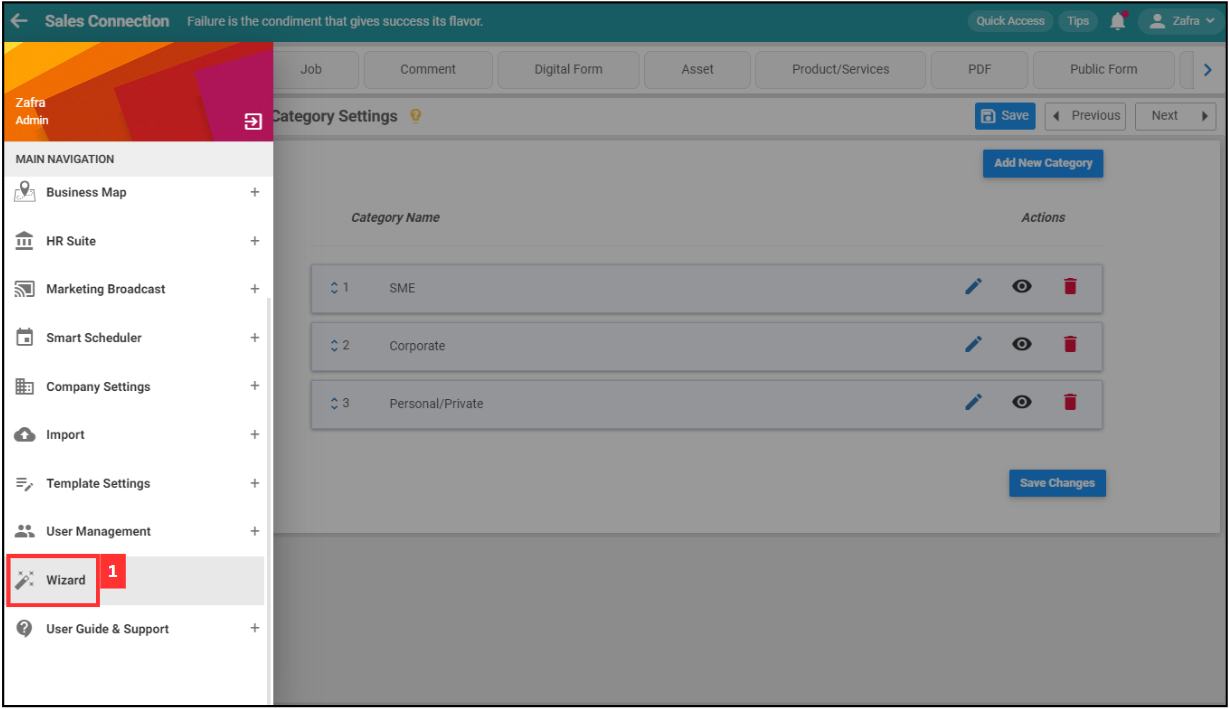 Sales Connection Failure is the condiment that gives success its flavor. Quick Access Tips Zafra
Job Comment Digital Form Asset Product/Services PDF Public Form
Zafra
Admin
Category Settings Save Previous Next
MAIN NAVIGATION
Add New Category
Business Map +
Category Name Actions
HR Suite +
Marketing Broadcast +
1 SME
Smart Scheduler +
2 Corporate
Company Settings +
3 Personal/Private
Import +
Template Settings +
Save Changes
User Management +
Wizard 1
User Guide & Support +